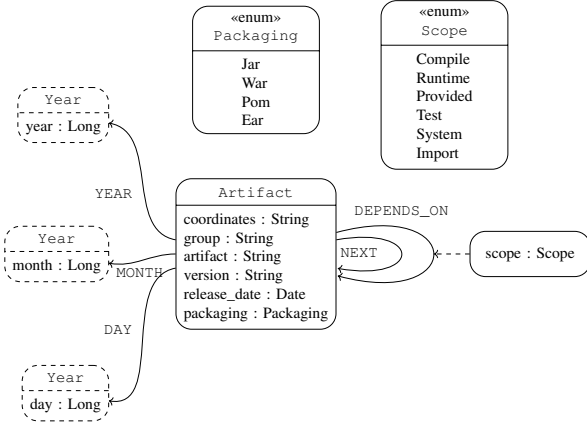 «enum»
Packaging
Jar
War
Pom
Ear
«enum»
Scope
Compile
Runtime
Provided
Test
System
Import
Year
year : Long
YEAR
Artifact
coordinates : String
group : String
artifact : String
version : String
release_date : Date
packaging : Packaging
DEPENDS_ON
NEXT
scope : Scope
Year
month : Long
MONTH
DAY
Year
day : Long